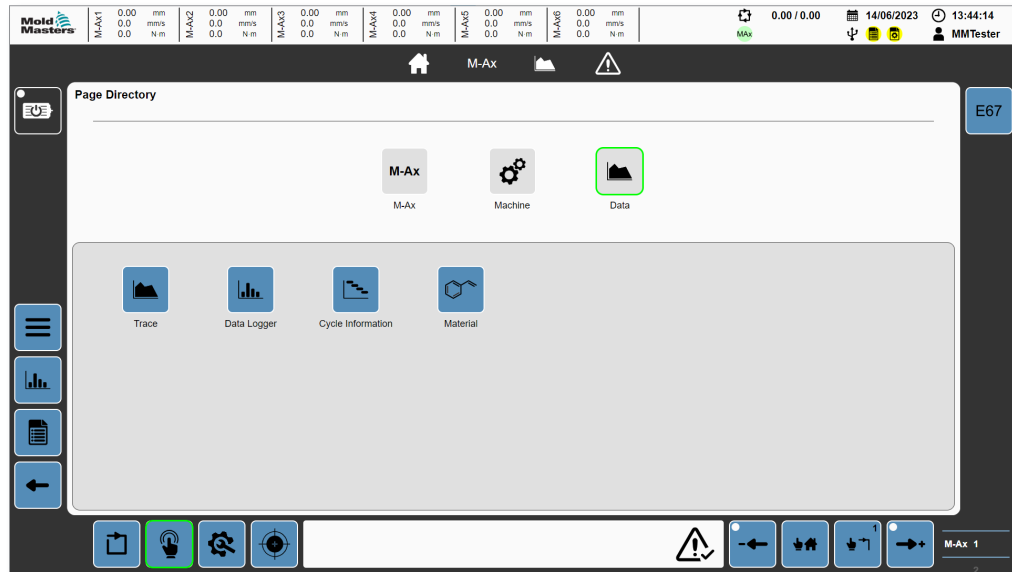 Mold
Masters
M-Ax1
0.00 mm
0.0 mm/s
0.0 N·m
M-Ax2
0.00 mm
0.0 mm/s
0.0 N·m
M-Ax3
0.00 mm
0.0 mm/s
0.0 N·m
M-Ax4
0.00 mm
0.0 mm/s
0.0 N·m
M-Ax5
0.00 mm
0.0 mm/s
0.0 N·m
M-Ax6
0.00 mm
0.0 mm/s
0.0 N·m
MAx
0.00 / 0.00
14/06/2023
13:44:14
MMTester
M-Ax
Page Directory
E67
M-Ax
M-Ax
Machine
Data
Trace
Data Logger
Cycle Information
Material
1
M-Ax 1
2